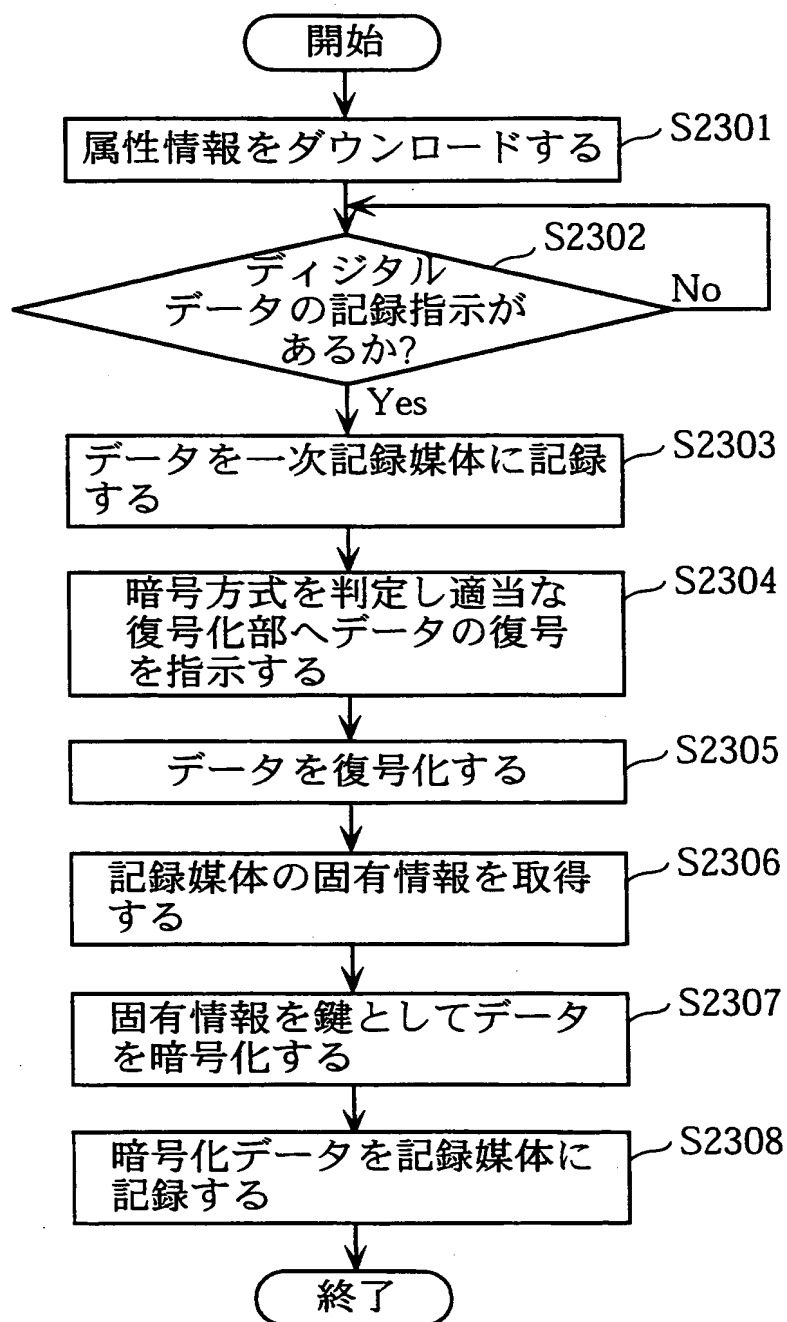 開始
属性情報をダウンロードする
S2301
S2302
ディジタル
データの記録指示が
あるか?
No
Yes
データを一次記録媒体に記録
する
S2303
暗号方式を判定し適当な
復号化部へデータの復号
を指示する
S2304
データを復号化する
S2305
記録媒体の固有情報を取得
する
S2306
固有情報を鍵としてデータ
を暗号化する
S2307
暗号化データを記録媒体に
記録する
S2308
終了